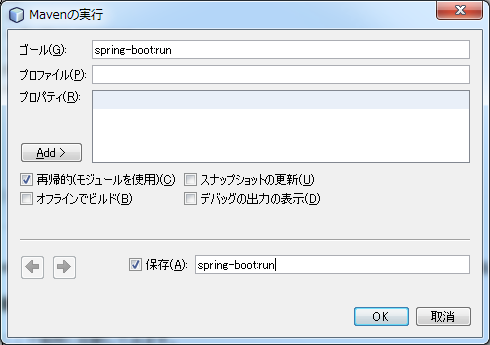 Mavenの実行
ゴール(G): spring-boot:run
プロファイル(P):
プロパティ(R):
Add >
再帰的(モジュールを使用)(C) スナップショットの更新(U)
オフラインでビルド(B) デバッグの出力の表示(D)
保存(A): spring-boot:run
OK 取消